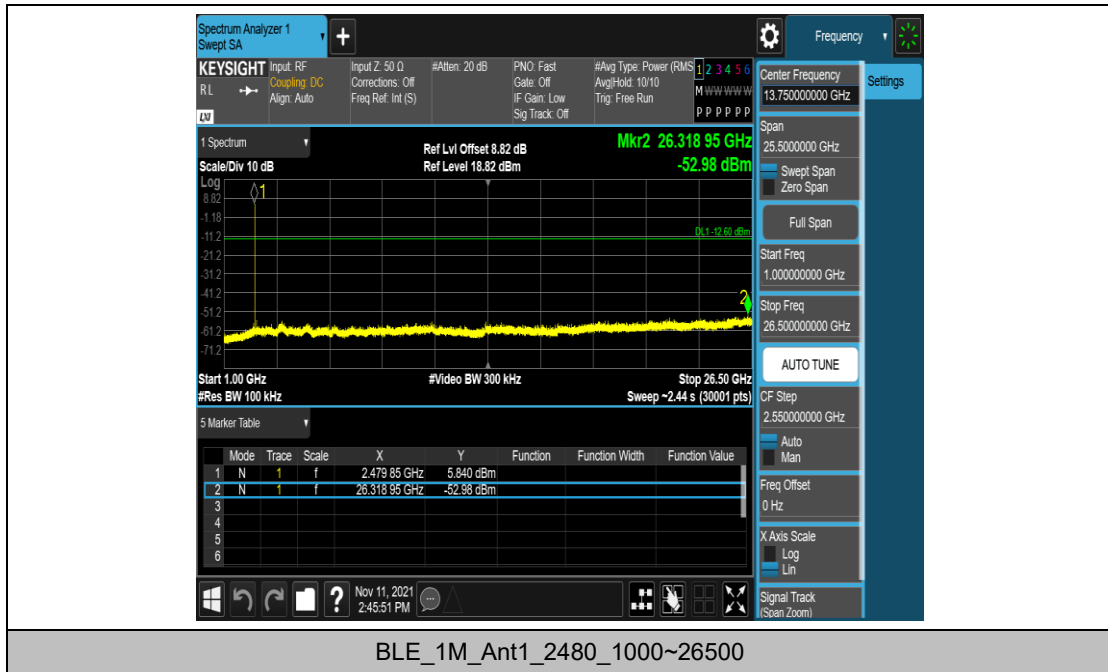 Spectrum Analyzer 1
Swept SA
+
Frequency
KEYSIGHT
RL
LXI
Input: RF
Coupling: DC
Align: Auto
Input Z: 50 Ω
Corrections: Off
Freq Ref: Int (S)
#Atten: 20 dB
PNO: Fast
Gate: Off
IF Gain: Low
Sig Track: Off
#Avg Type: Power (RMS
Avg|Hold: 10/10
Trig: Free Run
1 2 3 4 5 6
M W W W W W
P P P P P P
Center Frequency
13.750000000 GHz
Settings
Span
25.5000000 GHz
Swept Span
Zero Span
Full Span
Start Freq
1.000000000 GHz
Stop Freq
26.500000000 GHz
AUTO TUNE
CF Step
2.550000000 GHz
Auto
Man
Freq Offset
0 Hz
X Axis Scale
Log
Lin
Signal Track
(Span Zoom)
1 Spectrum
Scale/Div 10 dB
Log
Ref Lvl Offset 8.82 dB
Ref Level 18.82 dBm
Mkr2 26.318 95 GHz
-52.98 dBm
1
8.82
-1.18
-11.2
DL1 -12.60 dBm
-21.2
-31.2
-41.2
2
-51.2
-61.2
-71.2
Start 1.00 GHz
#Video BW 300 kHz
Stop 26.50 GHz
#Res BW 100 kHz
Sweep ~2.44 s (30001 pts)
5 Marker Table
Mode Trace Scale X Y Function Function Width Function Value
1 N 1 f 2.479 85 GHz 5.840 dBm
2 N 1 f 26.318 95 GHz -52.98 dBm
3
4
5
6
?
Nov 11, 2021
2:45:51 PM
BLE_1M_Ant1_2480_1000~26500